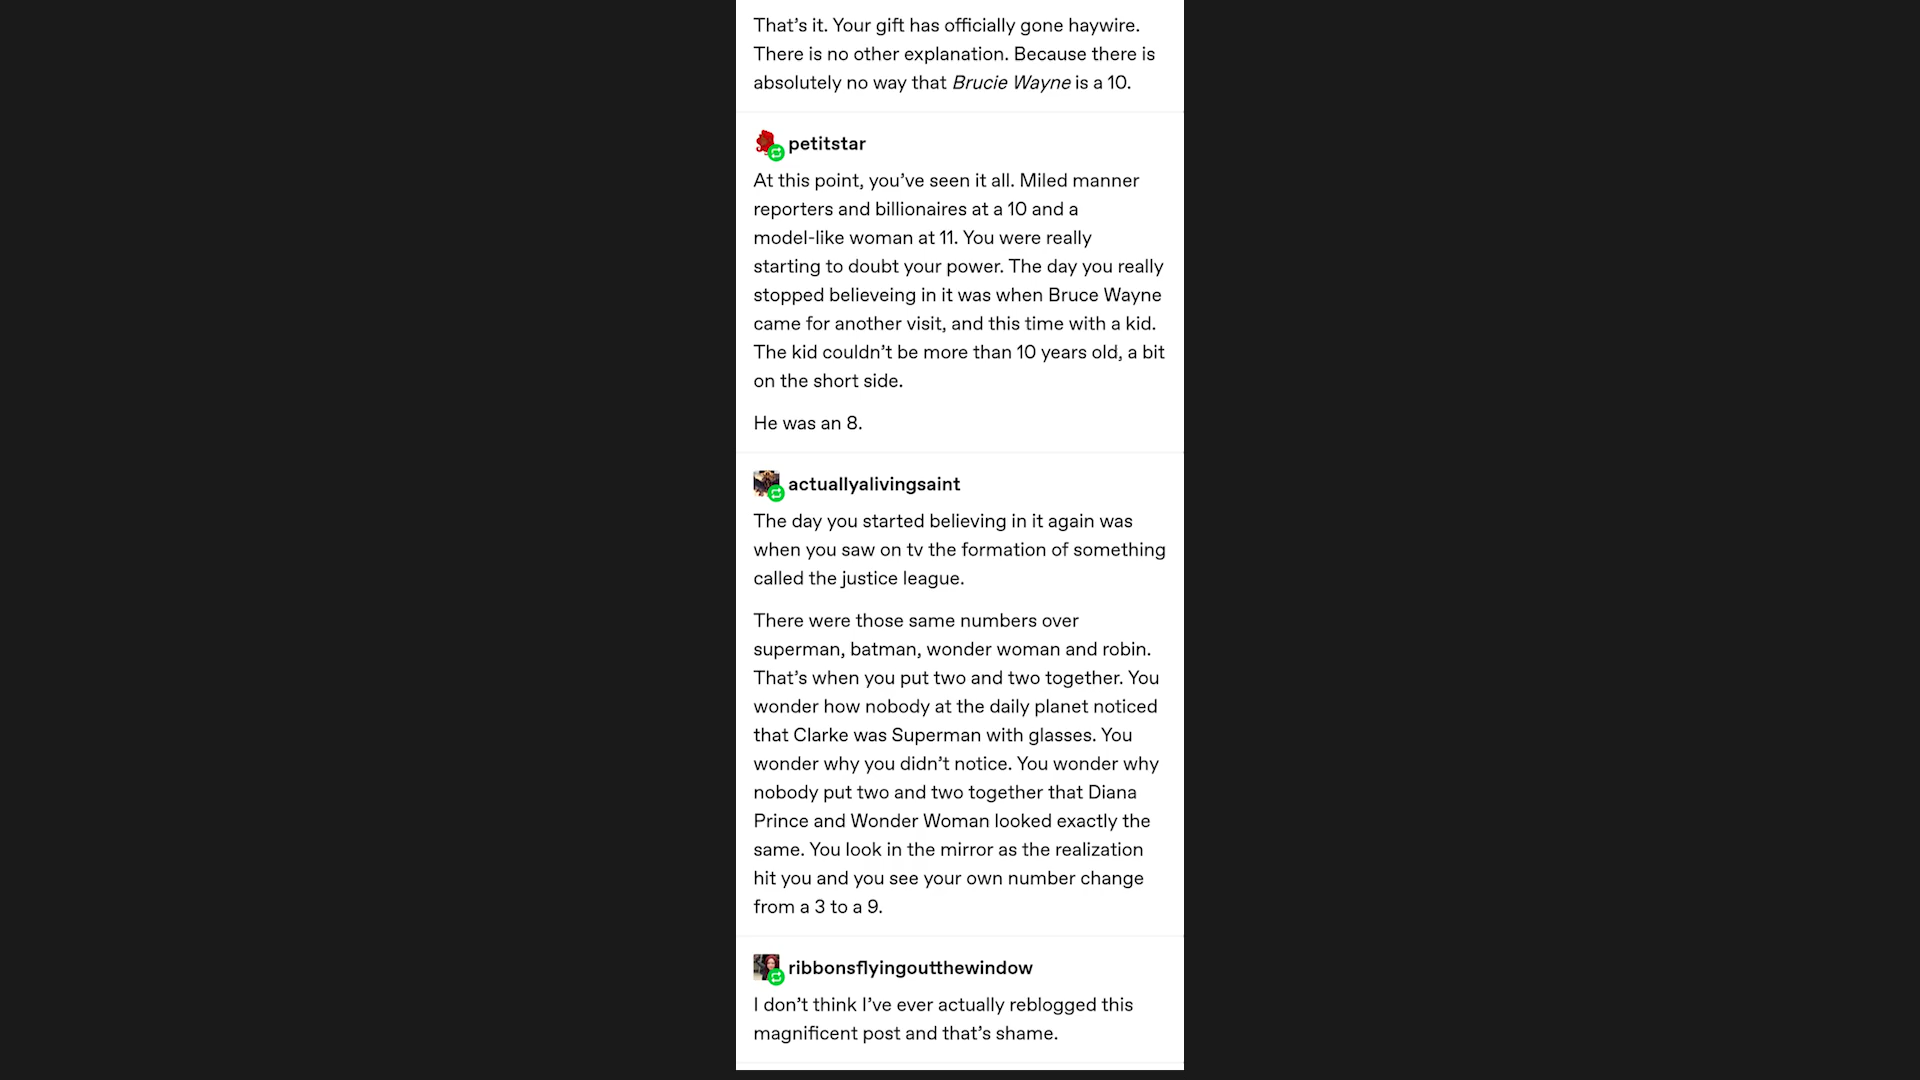 That’s it. Your gift has officially gone haywire.
There is no other explanation. Because there is
absolutely no way that Brucie Wayne is a 10.
petitstar
At this point, you’ve seen it all. Miled manner
reporters and billionaires at a 10 and a
model-like woman at 11. You were really
starting to doubt your power. The day you really
stopped believeing in it was when Bruce Wayne
came for another visit, and this time with a kid.
The kid couldn’t be more than 10 years old, a bit
on the short side.
He was an 8.
actuallyalivingsaint
The day you started believing in it again was
when you saw on tv the formation of something
called the justice league.
There were those same numbers over
superman, batman, wonder woman and robin.
That’s when you put two and two together. You
wonder how nobody at the daily planet noticed
that Clarke was Superman with glasses. You
wonder why you didn’t notice. You wonder why
nobody put two and two together that Diana
Prince and Wonder Woman looked exactly the
same. You look in the mirror as the realization
hit you and you see your own number change
from a 3 to a 9.
ribbonsflyingoutthewindow
I don’t think I’ve ever actually reblogged this
magnificent post and that’s shame.